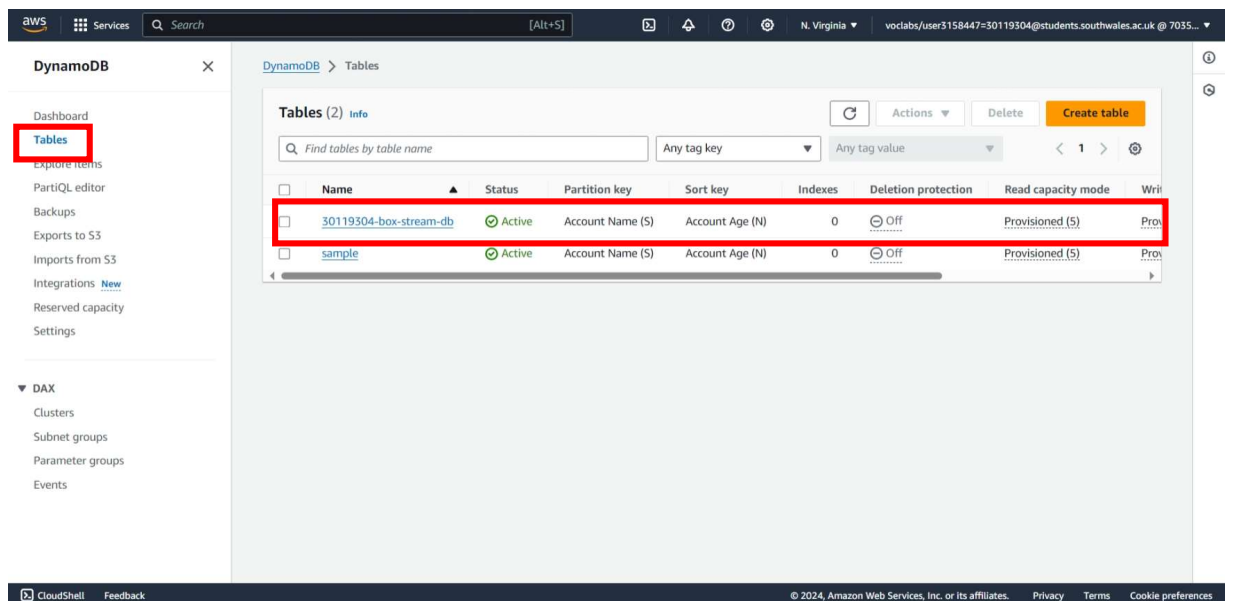 aws Services Search [Alt+S] N. Virginia voclabs/user3158447=30119304@students.southwales.ac.uk @ 7035...
DynamoDB
Dashboard
Tables
Explore items
PartiQL editor
Backups
Exports to S3
Imports from S3
Integrations New
Reserved capacity
Settings
DAX
Clusters
Subnet groups
Parameter groups
Events
DynamoDB > Tables
Tables (2) Info Actions Delete Create table
Find tables by table name Any tag key Any tag value < 1 >
Name Status Partition key Sort key Indexes Deletion protection Read capacity mode Writ
30119304-box-stream-db Active Account Name (S) Account Age (N) 0 Off Provisioned (5) Prov
sample Active Account Name (S) Account Age (N) 0 Off Provisioned (5) Prov
CloudShell Feedback © 2024, Amazon Web Services, Inc. or its affiliates. Privacy Terms Cookie preferences